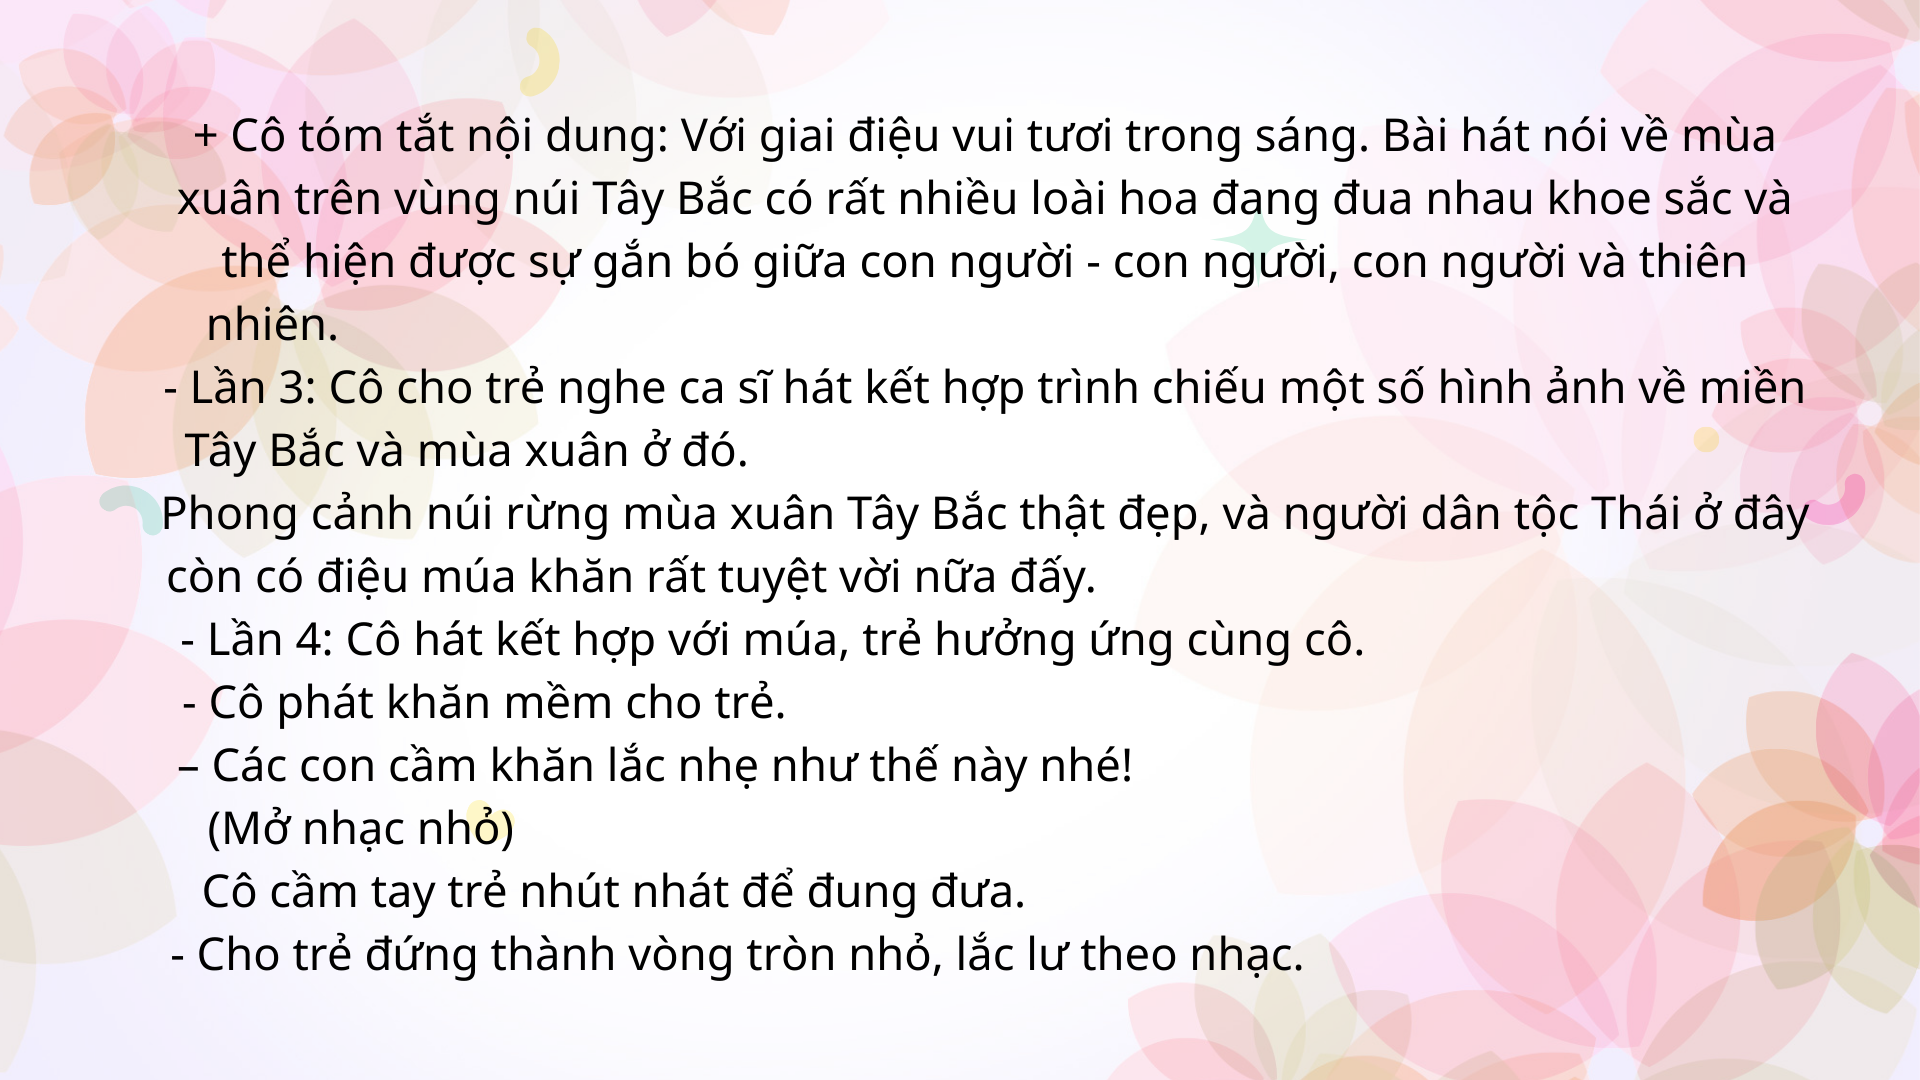 + Cô tóm tắt nội dung: Với giai điệu vui tươi trong sáng. Bài hát nói về mùa
xuân trên vùng núi Tây Bắc có rất nhiều loài hoa đang đua nhau khoe sắc và
thể hiện được sự gắn bó giữa con người - con người, con người và thiên
nhiên.
- Lần 3: Cô cho trẻ nghe ca sĩ hát kết hợp trình chiếu một số hình ảnh về miền
Tây Bắc và mùa xuân ở đó.
Phong cảnh núi rừng mùa xuân Tây Bắc thật đẹp, và người dân tộc Thái ở đây
còn có điệu múa khăn rất tuyệt vời nữa đấy.
- Lần 4: Cô hát kết hợp với múa, trẻ hưởng ứng cùng cô.
- Cô phát khăn mềm cho trẻ.
– Các con cầm khăn lắc nhẹ như thế này nhé!
(Mở nhạc nhỏ)
Cô cầm tay trẻ nhút nhát để đung đưa.
- Cho trẻ đứng thành vòng tròn nhỏ, lắc lư theo nhạc.